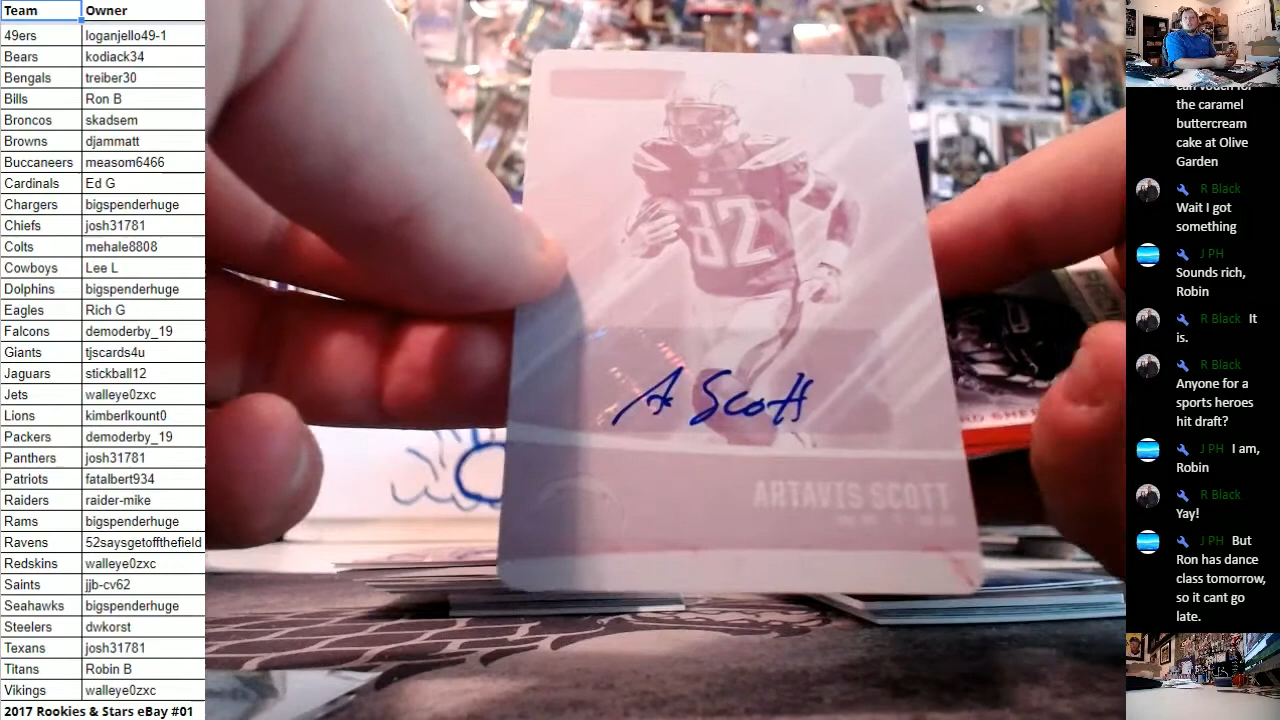 Team Owner
49ers loganjello49-1
Bears kodiack34
Bengals treiber30
Bills Ron B
Broncos skadsem
Browns djammatt
Buccaneers measom6466
Cardinals Ed G
Chargers bigspenderhuge
Chiefs josh31781
Colts mehale8808
Cowboys Lee L
Dolphins bigspenderhuge
Eagles Rich G
Falcons demoderby_19
Giants tjscards4u
Jaguars stickball12
Jets walleye0zxc
Lions kimberlkount0
Packers demoderby_19
Panthers josh31781
Patriots fatalbert934
Raiders raider-mike
Rams bigspenderhuge
Ravens 52saysgetoffthefield
Redskins walleye0zxc
Saints jjb-cv62
Seahawks bigspenderhuge
Steelers dwkorst
Texans josh31781
Titans Robin B
Vikings walleye0zxc
2017 Rookies & Stars eBay #01
82
A Scott
ARTAVIS SCOTT
the caramel
buttercream
cake at Olive
Garden
R Black
Wait I got
something
J PH
Sounds rich,
Robin
R Black It
is.
R Black
Anyone for a
sports heroes
hit draft?
J PH I am,
Robin
R Black
Yay!
J PH But
Ron has dance
class tomorrow,
so it cant go
late.